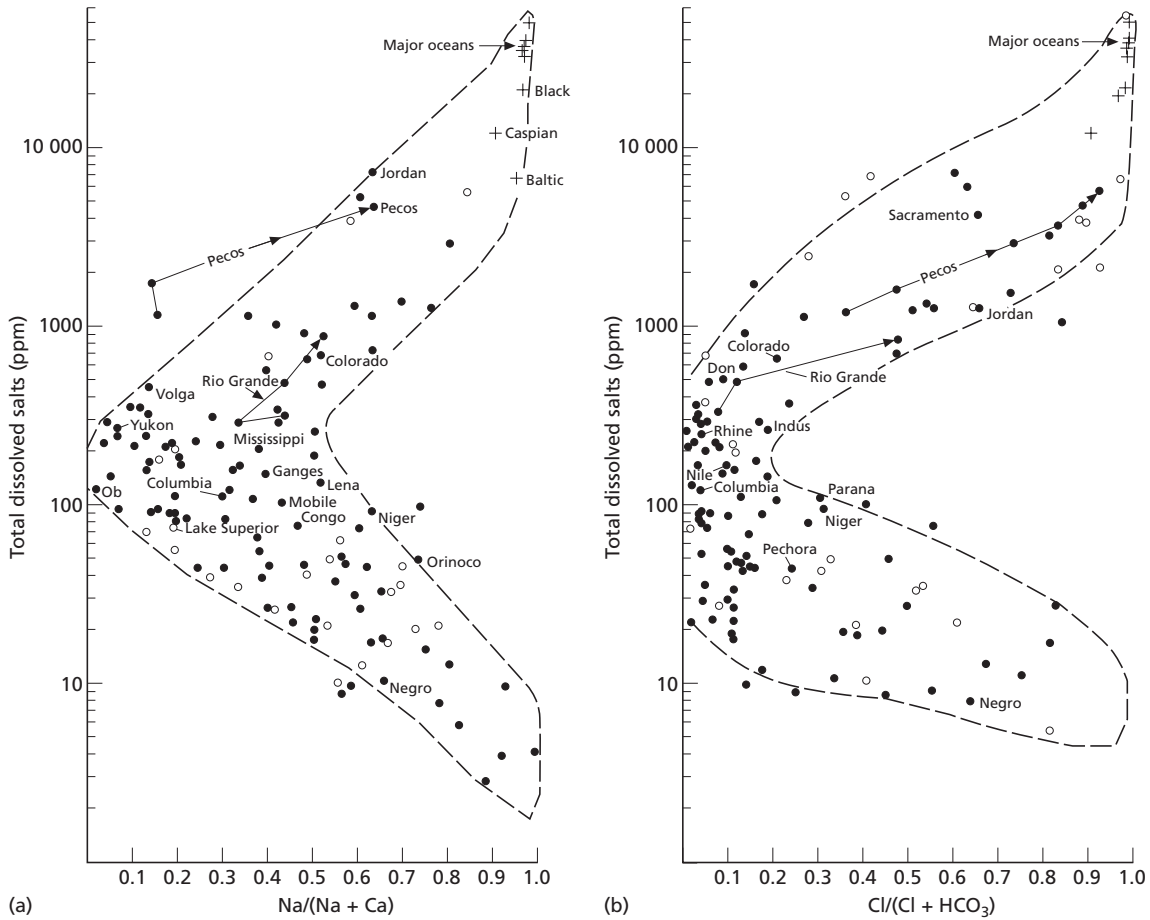 Total dissolved salts (ppm)
10 000
1000
100
10
Major oceans
Black
Caspian
Baltic
Jordan
Pecos
Pecos
Colorado
Rio Grande
Volga
Yukon
Mississippi
Ganges
Columbia
Lena
Ob
Mobile
Congo
Niger
Lake Superior
Orinoco
Negro
0.1 0.2 0.3 0.4 0.5 0.6 0.7 0.8 0.9 1.0
(a) Na/(Na + Ca)
Total dissolved salts (ppm)
10 000
1000
100
10
Major oceans
Sacramento
Pecos
Jordan
Colorado
Don
Rio Grande
Indus
Rhine
Nile
Columbia
Parana
Niger
Pechora
Negro
0.1 0.2 0.3 0.4 0.5 0.6 0.7 0.8 0.9 1.0
(b) Cl/(Cl + HCO₃)